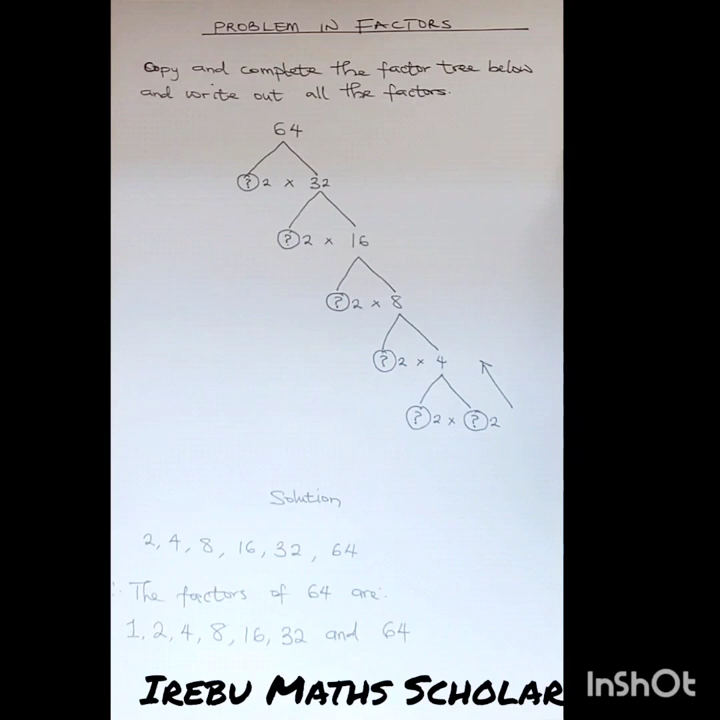 PROBLEM IN FACTORS
Copy and complete the factor tree below
and write out all the factors.
64
? 2 × 32
? 2 × 16
? 2 × 8
? 2 × 4
? 2 × ? 2
Solution
2, 4, 8, 16, 32, 64
∴ The factors of 64 are:
1, 2, 4, 8, 16, 32 and 64
IREBU MATHS SCHOLAR
InShOt